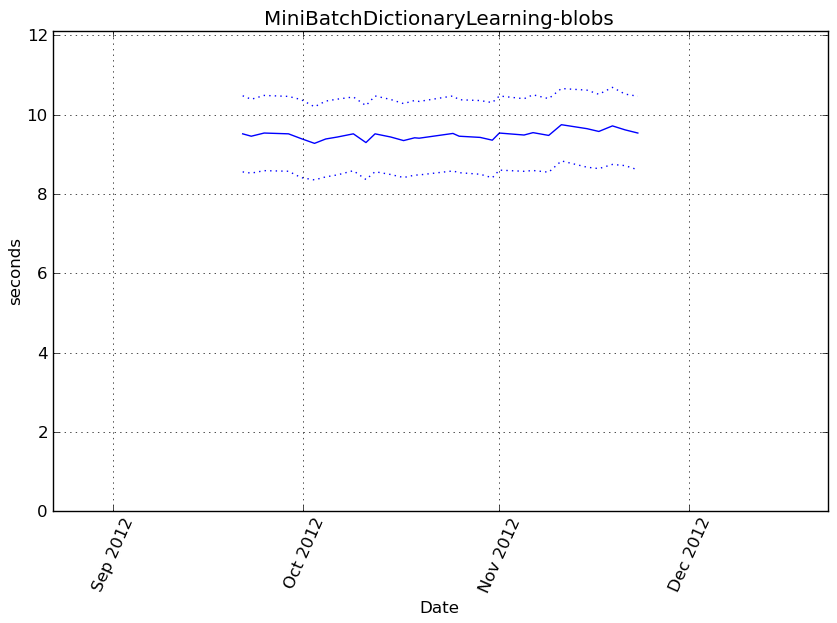 MiniBatchDictionaryLearning-blobs
12
10
8
6
4
2
0
seconds
Sep 2012
Oct 2012
Nov 2012
Dec 2012
Date